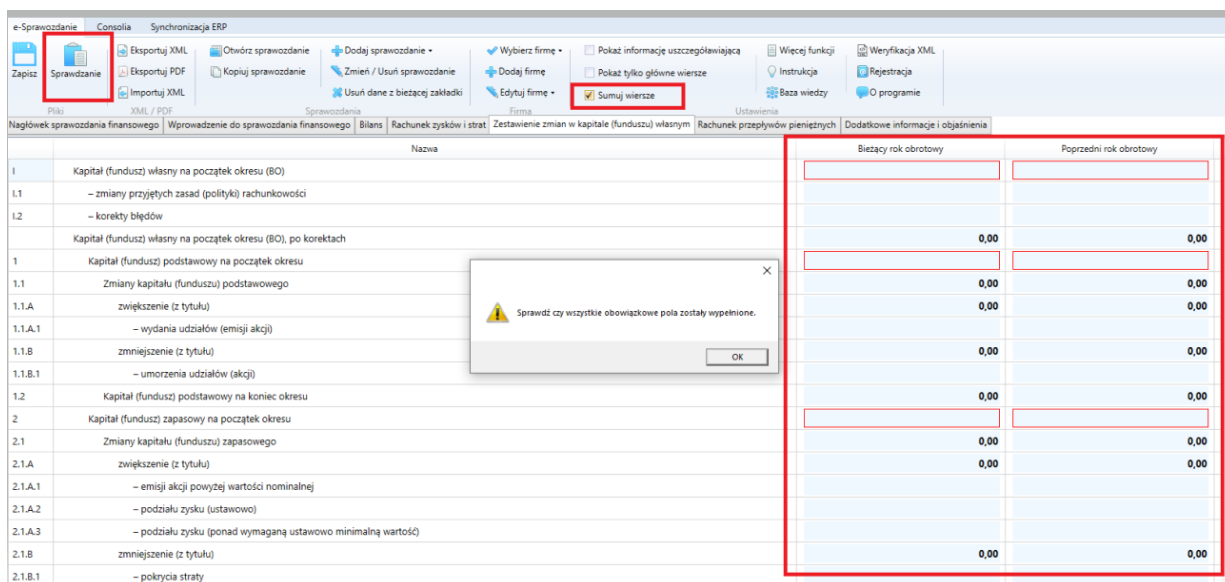 e-Sprawozdanie Consolia Synchronizacja ERP
Zapisz Sprawdzanie Eksportuj XML Otwórz sprawozdanie Dodaj sprawozdanie Wybierz firmę Pokaż informację uszczegóławiającą Więcej funkcji Weryfikacja XML
Eksportuj PDF Kopiuj sprawozdanie Zmień / Usuń sprawozdanie Dodaj firmę Pokaż tylko główne wiersze Instrukcja Rejestracja
Importuj XML Usuń dane z bieżącej zakładki Edytuj firmę Sumuj wiersze Baza wiedzy O programie
Pliki XML / PDF Sprawozdania Firma Ustawienia
Nagłówek sprawozdania finansowego Wprowadzenie do sprawozdania finansowego Bilans Rachunek zysków i strat Zestawienie zmian w kapitale (funduszu) własnym Rachunek przepływów pieniężnych Dodatkowe informacje i objaśnienia
Nazwa Bieżący rok obrotowy Poprzedni rok obrotowy
I Kapitał (fundusz) własny na początek okresu (BO)
I.1 – zmiany przyjętych zasad (polityki) rachunkowości
I.2 – korekty błędów
Kapitał (fundusz) własny na początek okresu (BO), po korektach 0,00 0,00
1 Kapitał (fundusz) podstawowy na początek okresu
1.1 Zmiany kapitału (funduszu) podstawowego 0,00 0,00
1.1.A zwiększenie (z tytułu) 0,00 0,00
1.1.A.1 – wydania udziałów (emisji akcji)
1.1.B zmniejszenie (z tytułu) 0,00 0,00
1.1.B.1 – umorzenia udziałów (akcji)
1.2 Kapitał (fundusz) podstawowy na koniec okresu 0,00 0,00
2 Kapitał (fundusz) zapasowy na początek okresu
2.1 Zmiany kapitału (funduszu) zapasowego 0,00 0,00
2.1.A zwiększenie (z tytułu) 0,00 0,00
2.1.A.1 – emisji akcji powyżej wartości nominalnej
2.1.A.2 – podziału zysku (ustawowo)
2.1.A.3 – podziału zysku (ponad wymaganą ustawowo minimalną wartość)
2.1.B zmniejszenie (z tytułu) 0,00 0,00
2.1.B.1 – pokrycia straty
Sprawdź czy wszystkie obowiązkowe pola zostały wypełnione.
OK